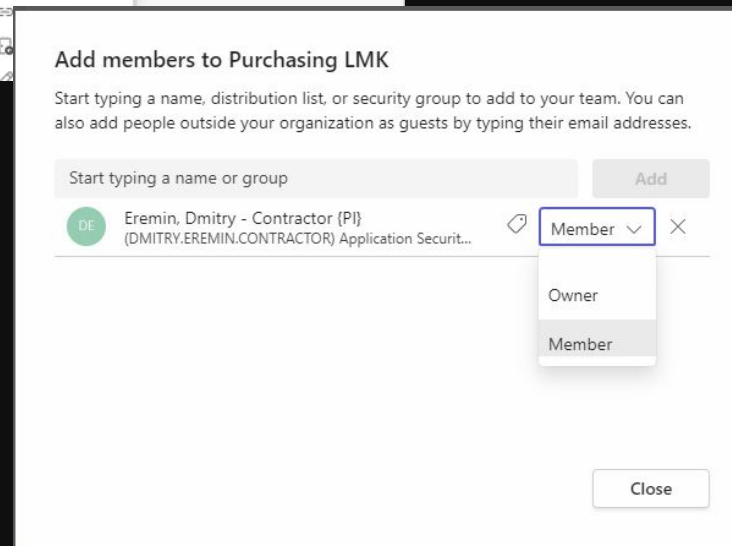 Add members to Purchasing LMK
Start typing a name, distribution list, or security group to add to your team. You can
also add people outside your organization as guests by typing their email addresses.
Start typing a name or group
Add
DE
Eremin, Dmitry - Contractor {PI}
(DMITRY.EREMIN.CONTRACTOR) Application Securit...
Member
Owner
Member
Close